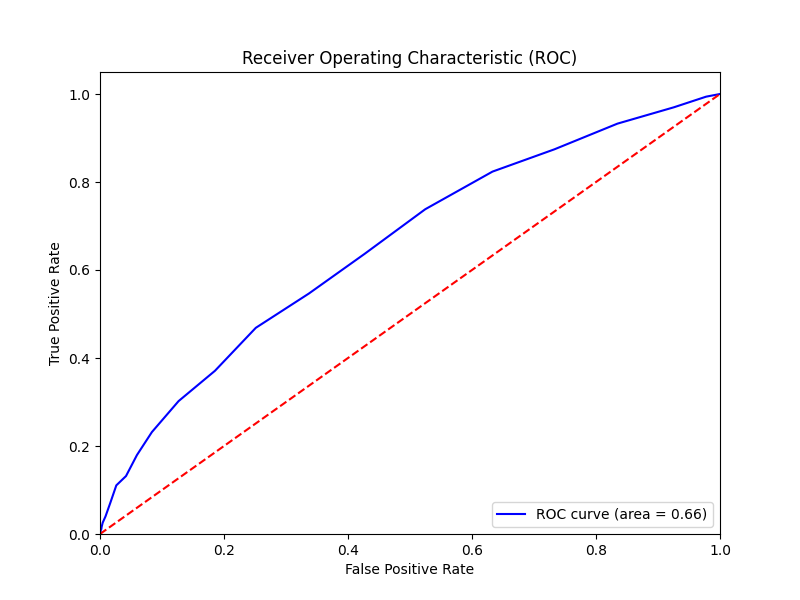 Receiver Operating Characteristic (ROC)
1.0
0.8
0.6
0.4
0.2
0.0
True Positive Rate
ROC curve (area = 0.66)
0.0 0.2 0.4 0.6 0.8 1.0
False Positive Rate